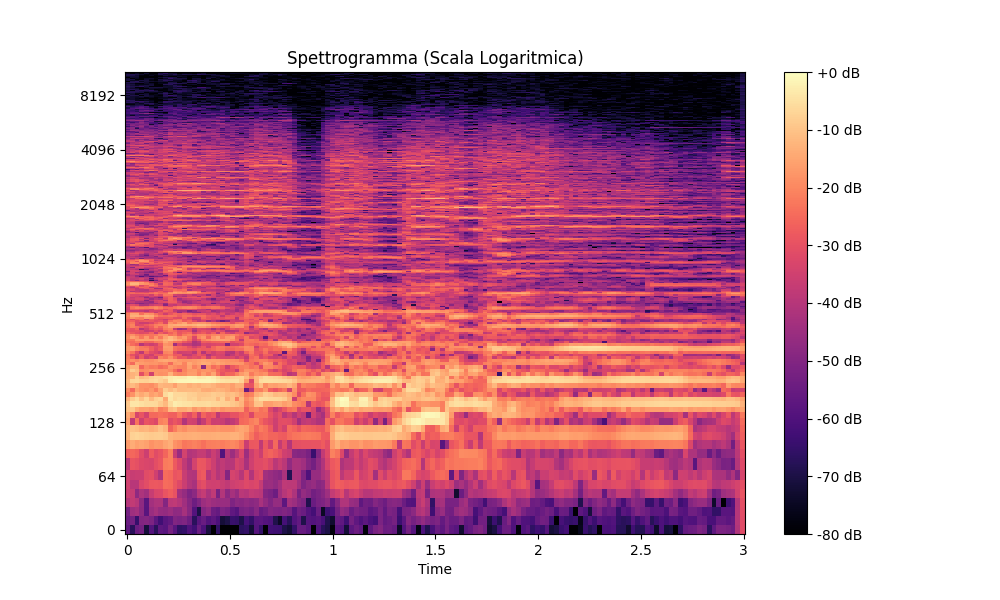 Spettrogramma (Scala Logaritmica)
Hz
8192
4096
2048
1024
512
256
128
64
0
0 0.5 1 1.5 2 2.5 3
Time
+0 dB
-10 dB
-20 dB
-30 dB
-40 dB
-50 dB
-60 dB
-70 dB
-80 dB